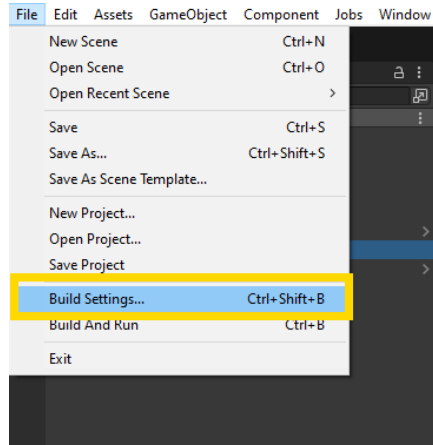 File Edit Assets GameObject Component Jobs Window
New Scene Ctrl+N
Open Scene Ctrl+O
Open Recent Scene >
Save Ctrl+S
Save As... Ctrl+Shift+S
Save As Scene Template...
New Project...
Open Project...
Save Project
Build Settings... Ctrl+Shift+B
Build And Run Ctrl+B
Exit